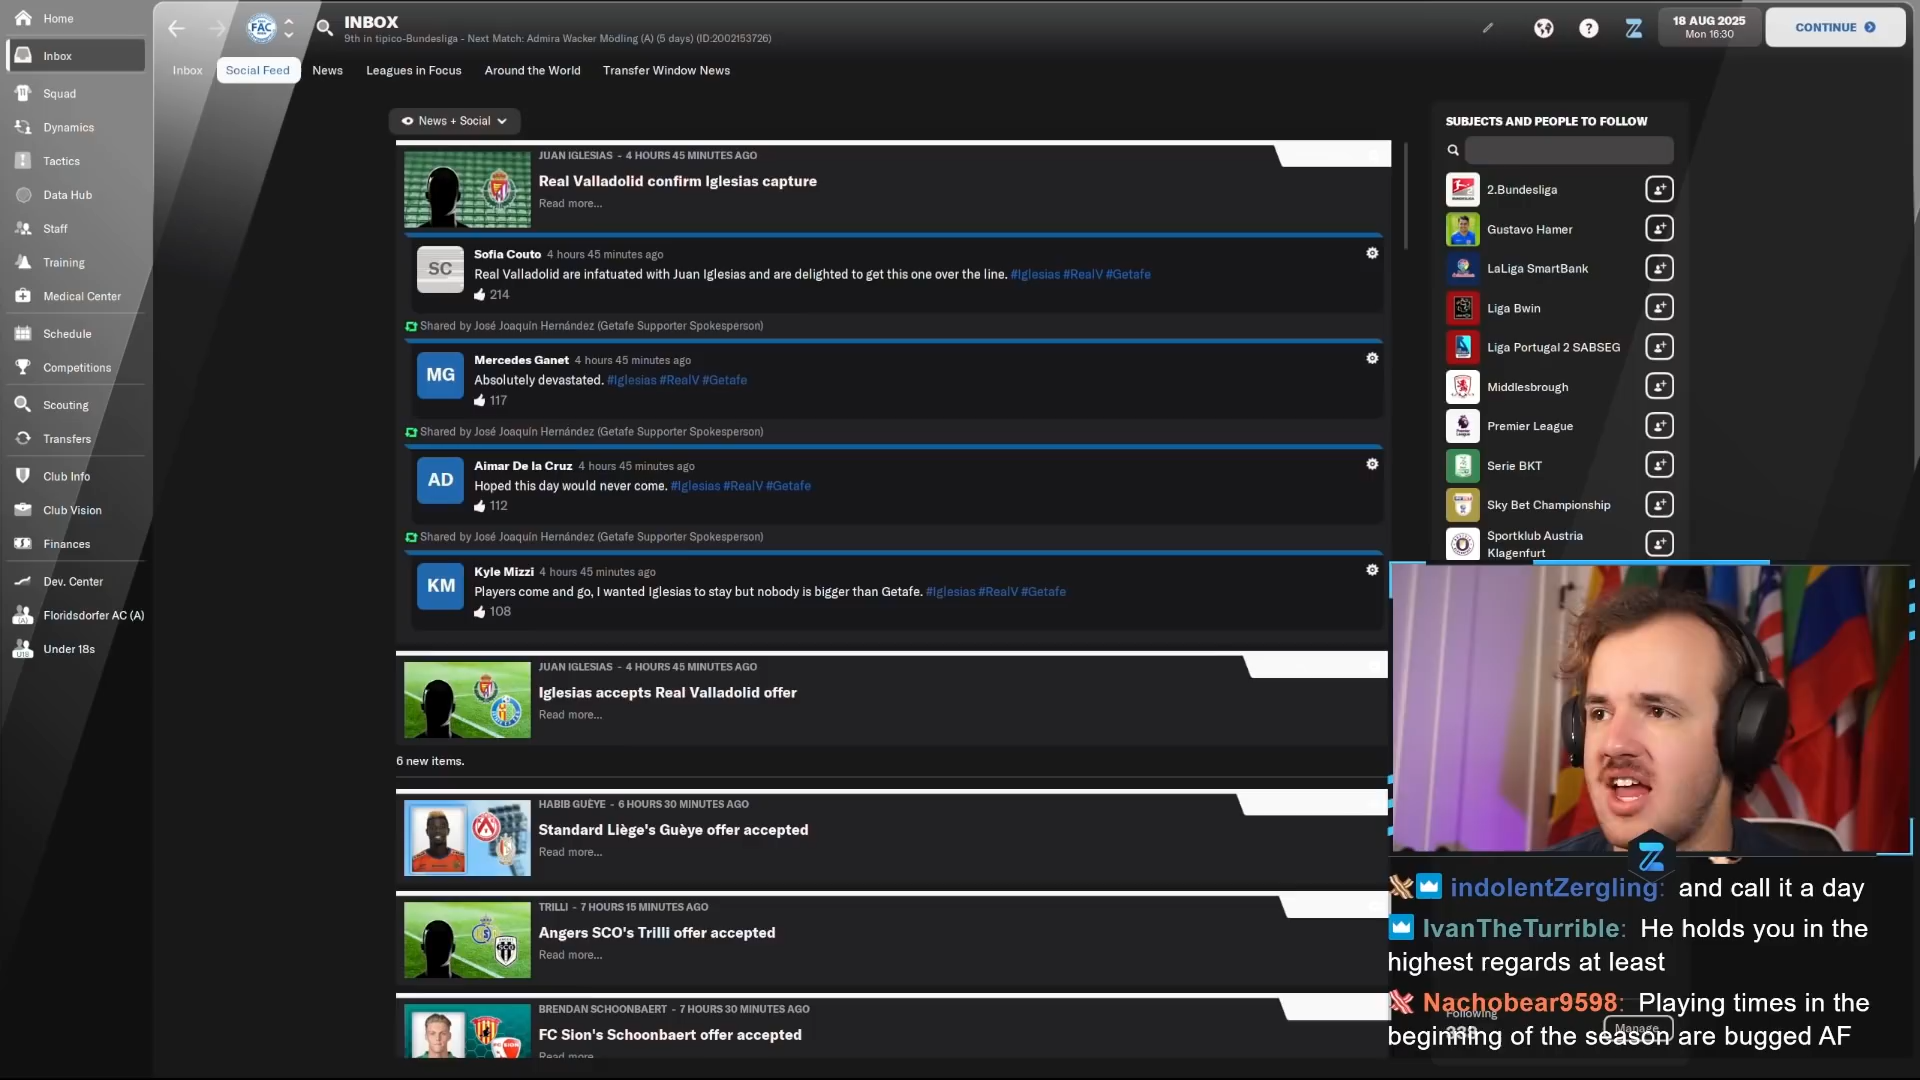 Home
Inbox
Squad
Dynamics
Tactics
Data Hub
Staff
Training
Medical Center
Schedule
Competitions
Scouting
Transfers
Club Info
Club Vision
Finances
Dev. Center
Floridsdorfer AC (A)
Under 18s
FAC
INBOX
9th in tipico-Bundesliga - Next Match: Admira Wacker Mödling (A) (5 days) (ID:2002153726)
18 AUG 2025
Mon 16:30
CONTINUE
Inbox
Social Feed
News
Leagues in Focus
Around the World
Transfer Window News
News + Social
JUAN IGLESIAS - 4 HOURS 45 MINUTES AGO
Real Valladolid confirm Iglesias capture
Read more...
SC
Sofia Couto 4 hours 45 minutes ago
Real Valladolid are infatuated with Juan Iglesias and are delighted to get this one over the line. #Iglesias #RealV #Getafe
214
Shared by José Joaquín Hernández (Getafe Supporter Spokesperson)
MG
Mercedes Ganet 4 hours 45 minutes ago
Absolutely devastated. #Iglesias #RealV #Getafe
117
Shared by José Joaquín Hernández (Getafe Supporter Spokesperson)
AD
Aimar De la Cruz 4 hours 45 minutes ago
Hoped this day would never come. #Iglesias #RealV #Getafe
112
Shared by José Joaquín Hernández (Getafe Supporter Spokesperson)
KM
Kyle Mizzi 4 hours 45 minutes ago
Players come and go, I wanted Iglesias to stay but nobody is bigger than Getafe. #Iglesias #RealV #Getafe
108
JUAN IGLESIAS - 4 HOURS 45 MINUTES AGO
Iglesias accepts Real Valladolid offer
Read more...
6 new items.
HABIB GUÈYE - 6 HOURS 30 MINUTES AGO
Standard Liège's Guèye offer accepted
Read more...
TRILLI - 7 HOURS 15 MINUTES AGO
Angers SCO's Trilli offer accepted
Read more...
BRENDAN SCHOONBAERT - 7 HOURS 30 MINUTES AGO
FC Sion's Schoonbaert offer accepted
Read more...
SUBJECTS AND PEOPLE TO FOLLOW
2.Bundesliga
Gustavo Hamer
LaLiga SmartBank
Liga Bwin
Liga Portugal 2 SABSEG
Middlesbrough
Premier League
Serie BKT
Sky Bet Championship
Sportklub Austria
Klagenfurt
indolentZergling: and call it a day
IvanTheTurrible: He holds you in the
highest regards at least
Nachobear9598: Playing times in the
beginning of the season are bugged AF
Following
Manage